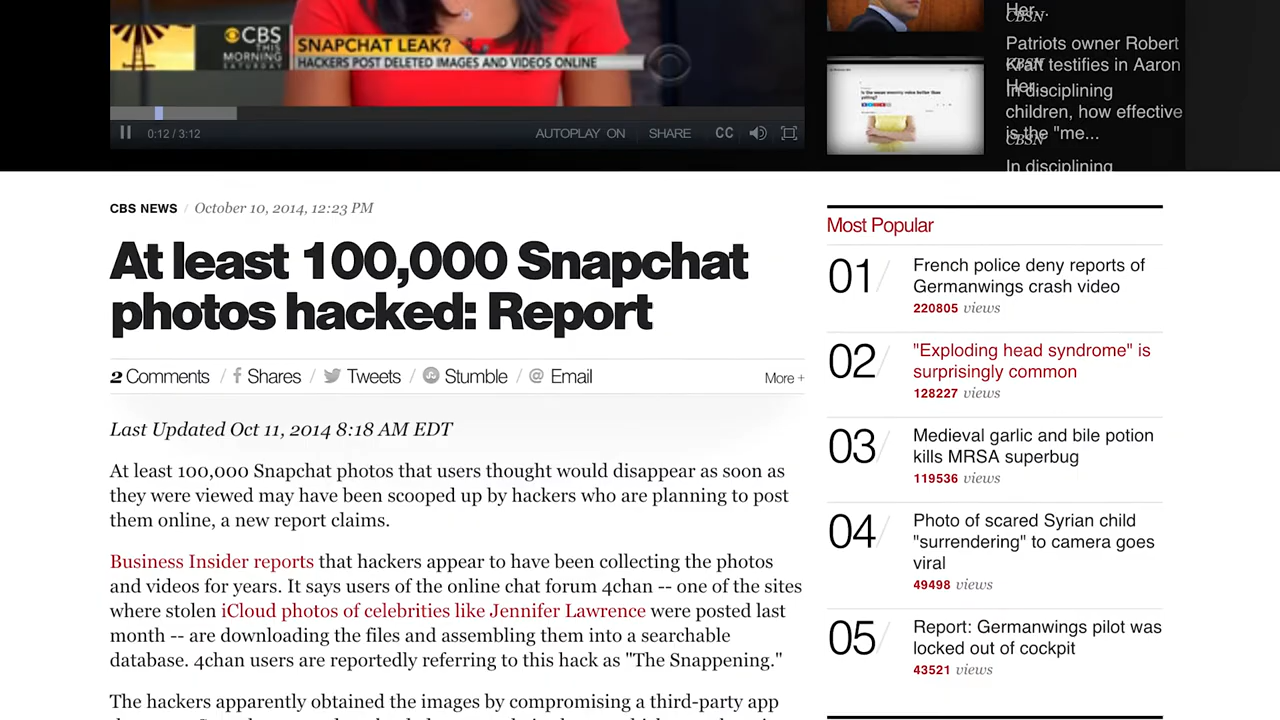 CBS
THIS
MORNING
SATURDAY
SNAPCHAT LEAK?
HACKERS POST DELETED IMAGES AND VIDEOS ONLINE
0:12 / 3:12
AUTOPLAY ON
SHARE
CC
Her...
CBSN
Patriots owner Robert
Kraft testifies in Aaron
Her...
CBSN
In disciplining
children, how effective
is the "me...
CBSN
In disciplining
CBS NEWS / October 10, 2014, 12:23 PM
At least 100,000 Snapchat
photos hacked: Report
2 Comments / f Shares / Tweets / Stumble / @ Email
More +
Last Updated Oct 11, 2014 8:18 AM EDT
At least 100,000 Snapchat photos that users thought would disappear as soon as
they were viewed may have been scooped up by hackers who are planning to post
them online, a new report claims.
Business Insider reports that hackers appear to have been collecting the photos
and videos for years. It says users of the online chat forum 4chan -- one of the sites
where stolen iCloud photos of celebrities like Jennifer Lawrence were posted last
month -- are downloading the files and assembling them into a searchable
database. 4chan users are reportedly referring to this hack as "The Snappening."
The hackers apparently obtained the images by compromising a third-party app
Most Popular
01/
French police deny reports of
Germanwings crash video
220805 views
02/
"Exploding head syndrome" is
surprisingly common
128227 views
03/
Medieval garlic and bile potion
kills MRSA superbug
119536 views
04/
Photo of scared Syrian child
"surrendering" to camera goes
viral
49498 views
05/
Report: Germanwings pilot was
locked out of cockpit
43521 views